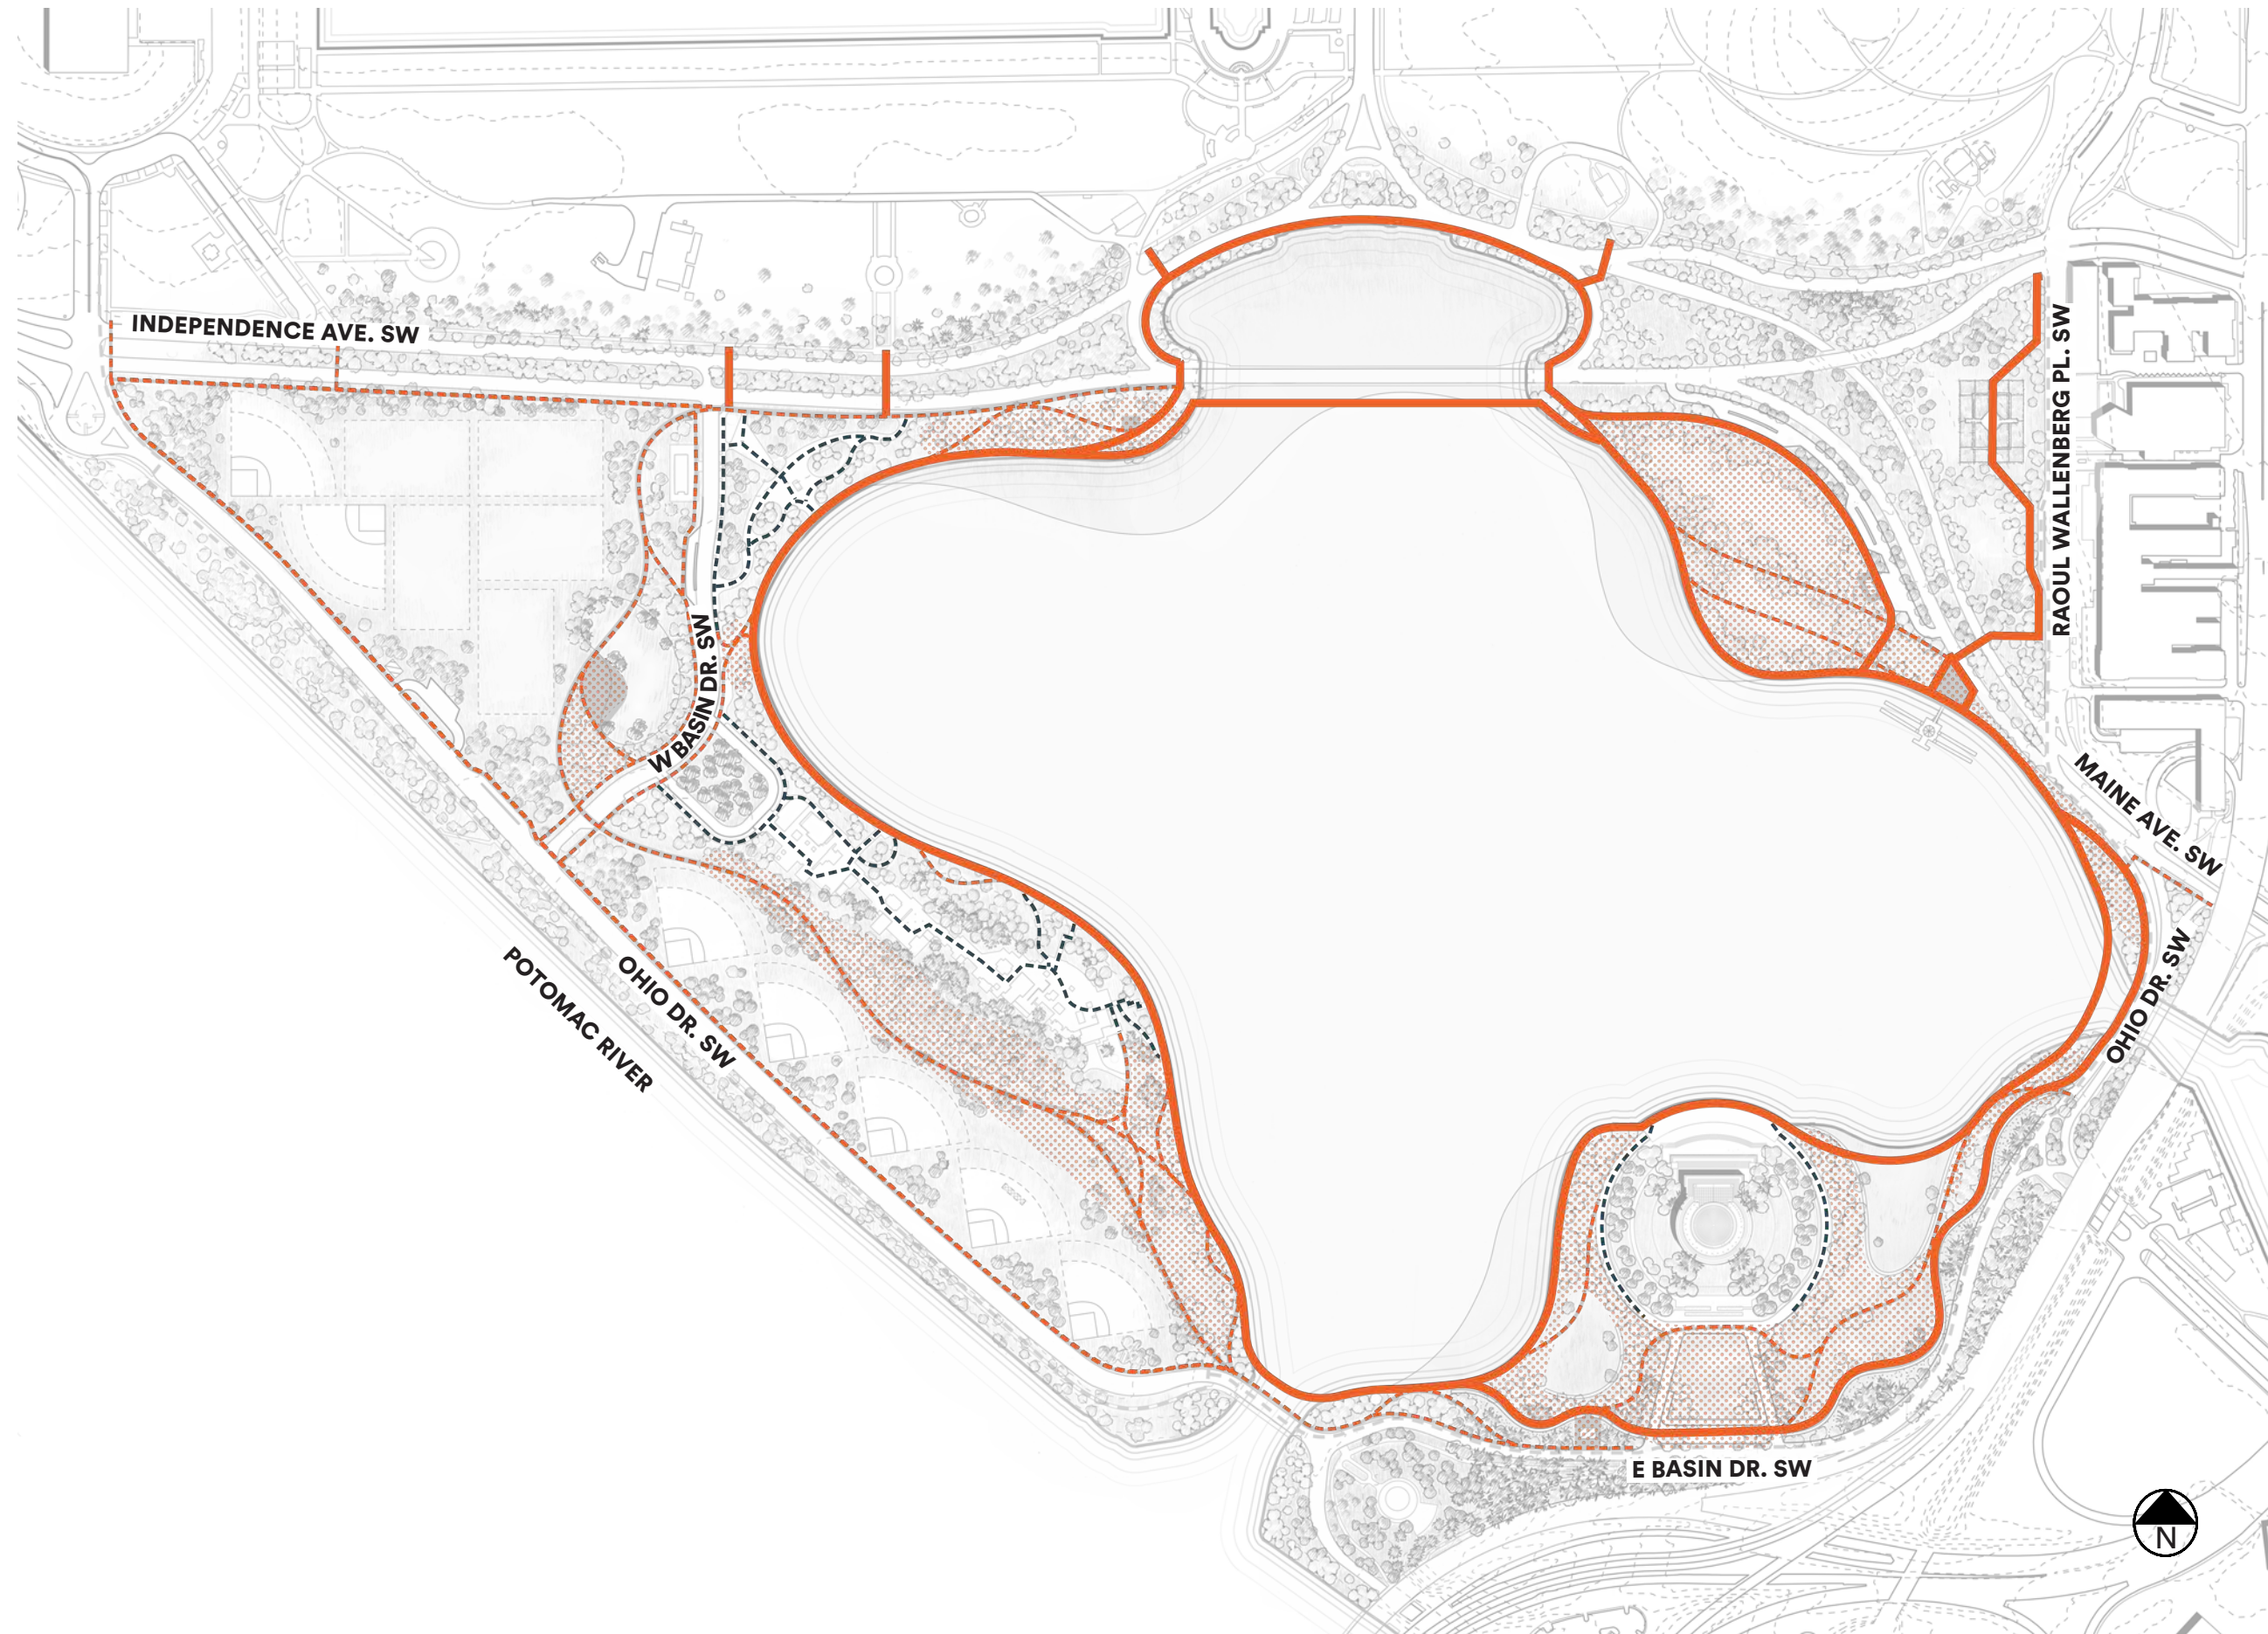 INDEPENDENCE AVE. SW
RAOUL WALLENBERG PL. SW
W BASIN DR. SW
MAINE AVE. SW
OHIO DR. SW
OHIO DR. SW
POTOMAC RIVER
E BASIN DR. SW
N